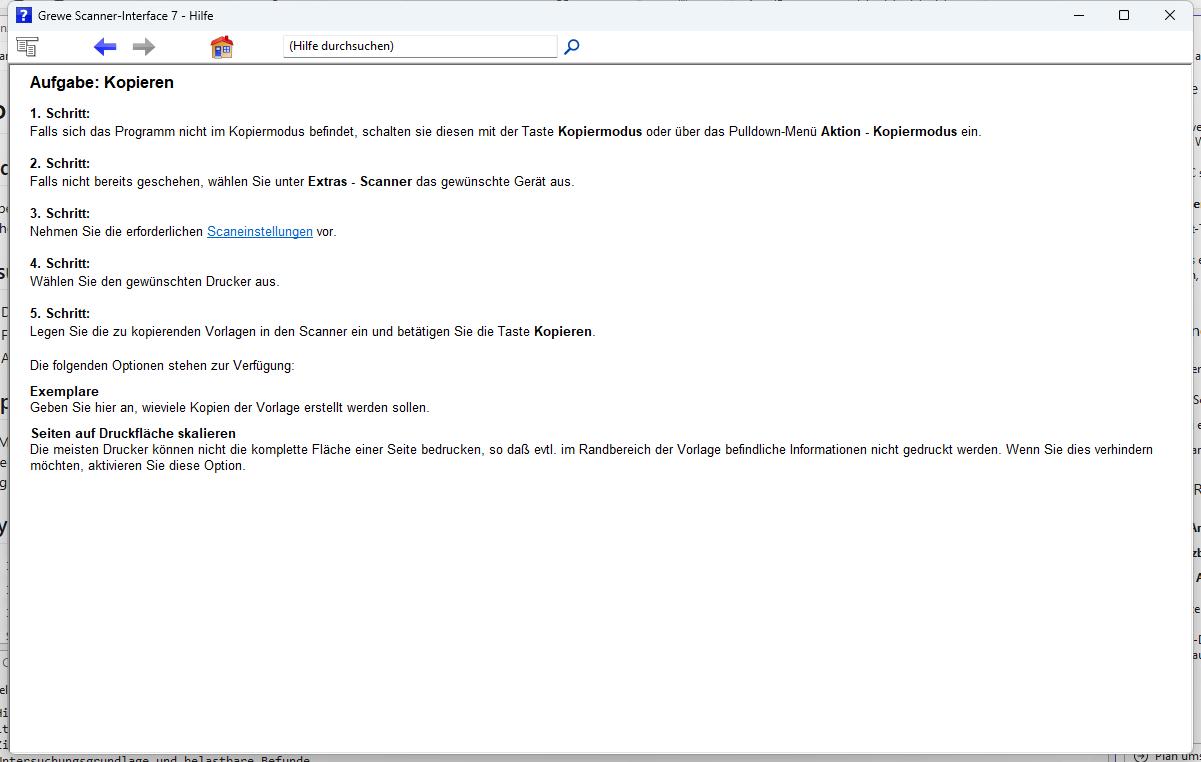 Grewe Scanner-Interface 7 - Hilfe
(Hilfe durchsuchen)
Aufgabe: Kopieren
1. Schritt:
Falls sich das Programm nicht im Kopiermodus befindet, schalten sie diesen mit der Taste Kopiermodus oder über das Pulldown-Menü Aktion - Kopiermodus ein.
2. Schritt:
Falls nicht bereits geschehen, wählen Sie unter Extras - Scanner das gewünschte Gerät aus.
3. Schritt:
Nehmen Sie die erforderlichen Scaneinstellungen vor.
4. Schritt:
Wählen Sie den gewünschten Drucker aus.
5. Schritt:
Legen Sie die zu kopierenden Vorlagen in den Scanner ein und betätigen Sie die Taste Kopieren.
Die folgenden Optionen stehen zur Verfügung:
Exemplare
Geben Sie hier an, wieviele Kopien der Vorlage erstellt werden sollen.
Seiten auf Druckfläche skalieren
Die meisten Drucker können nicht die komplette Fläche einer Seite bedrucken, so daß evtl. im Randbereich der Vorlage befindliche Informationen nicht gedruckt werden. Wenn Sie dies verhindern
möchten, aktivieren Sie diese Option.